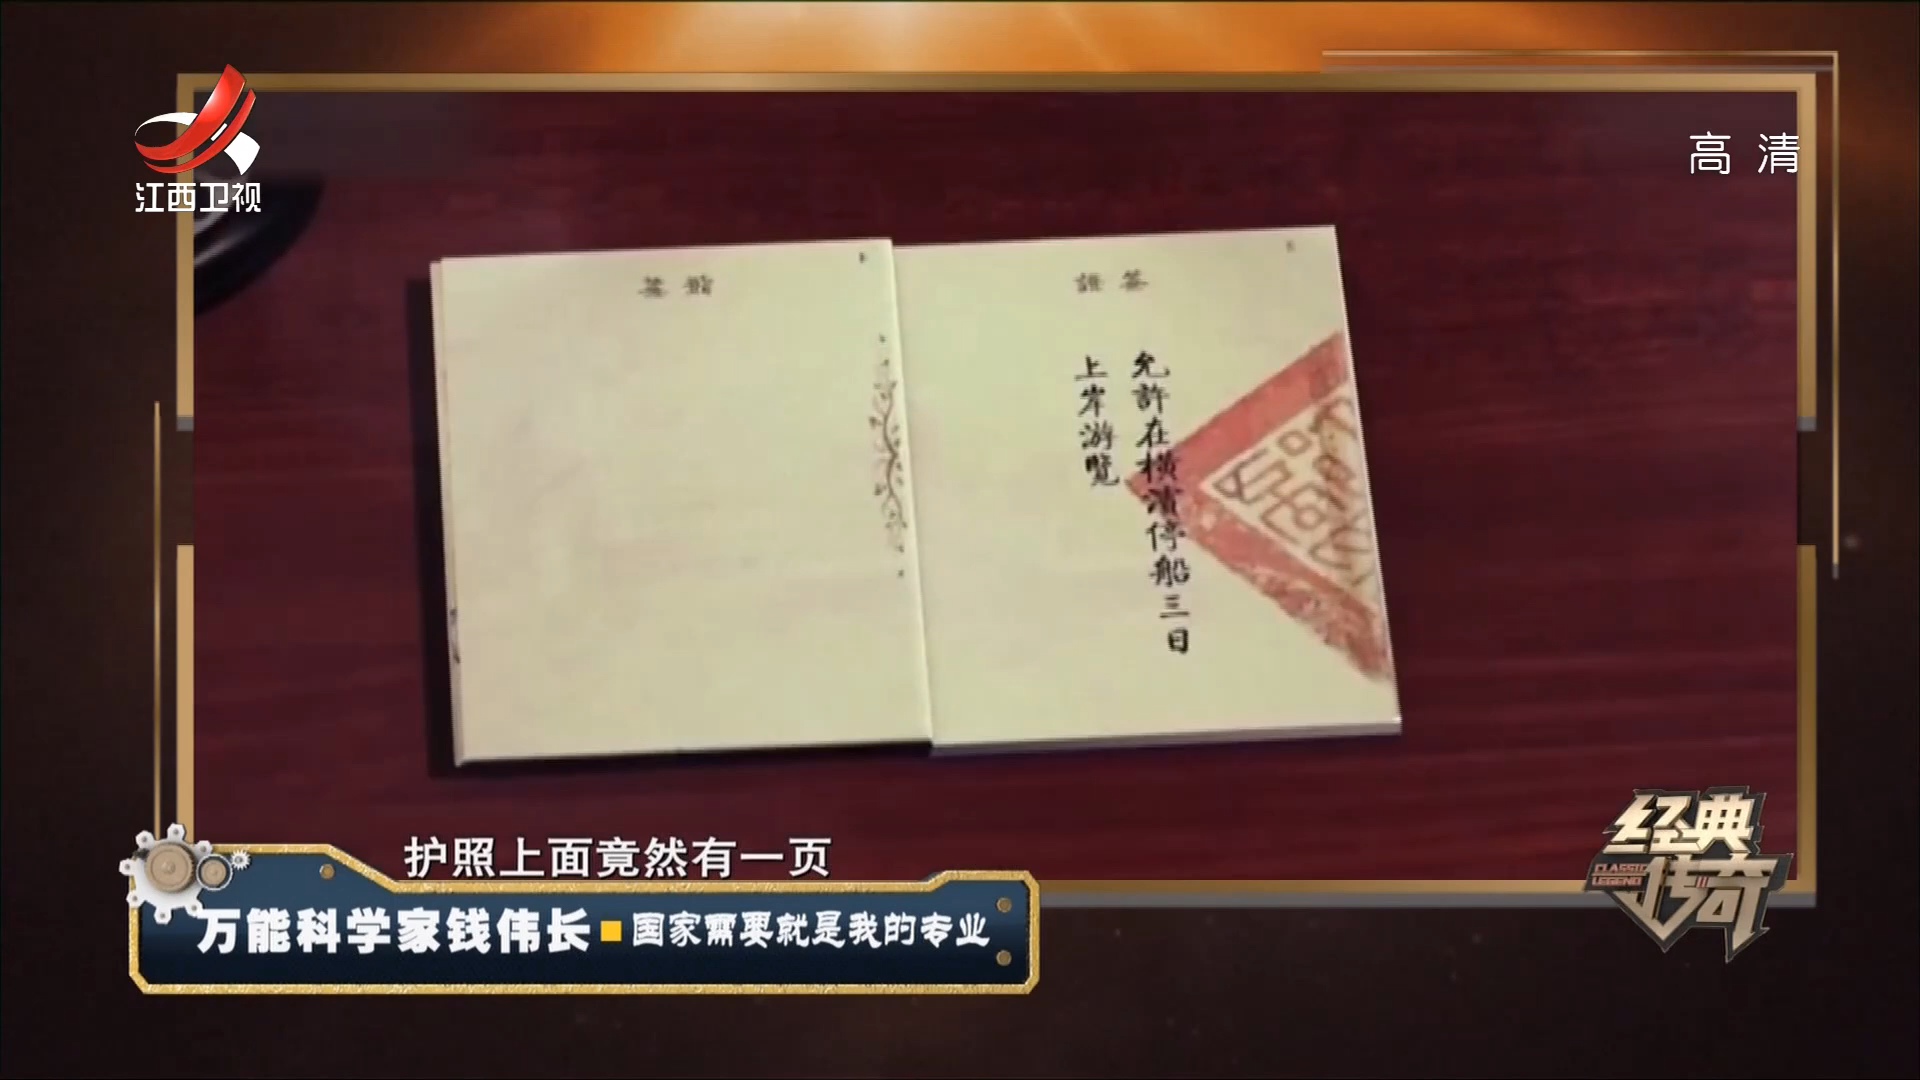 江西卫视
高清
簽證
允許在橫濱停船三日
上岸游覽
护照上面竟然有一页
万能科学家钱伟长
国家需要就是我的专业
经典传奇
CLASSIC
LEGEND